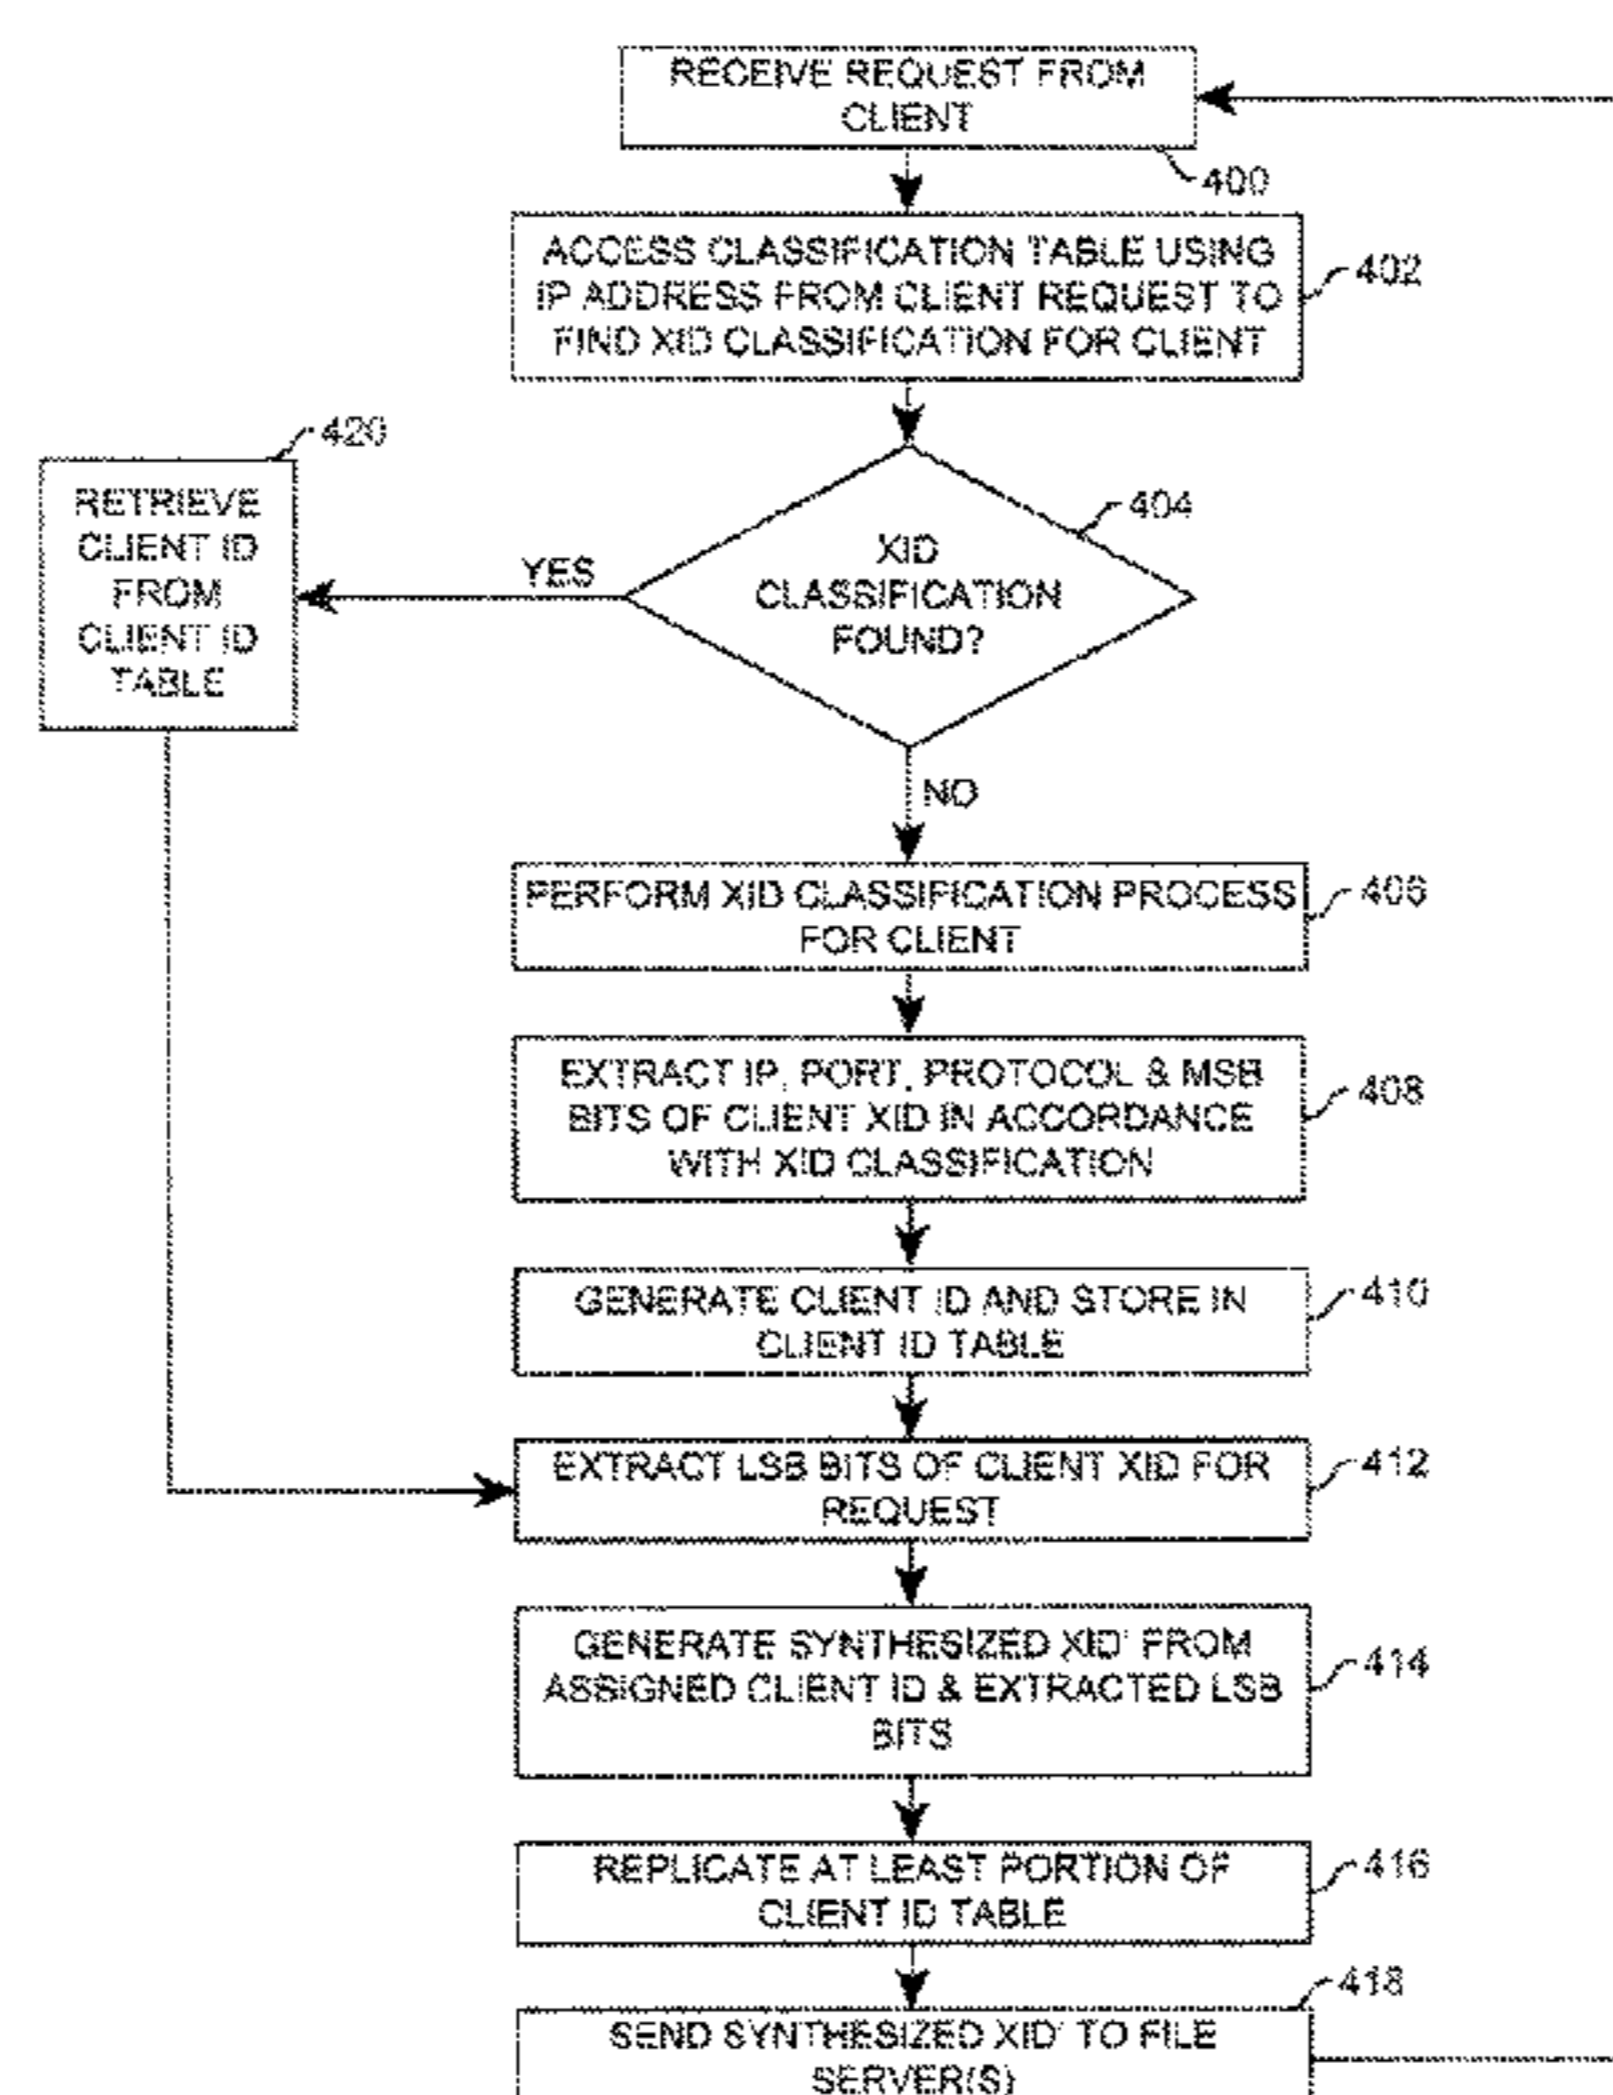 RECEIVE REQUEST FROM
CLIENT
400
ACCESS CLASSIFICATION TABLE USING
IP ADDRESS FROM CLIENT REQUEST TO
FIND XID CLASSIFICATION FOR CLIENT
402
420
RETRIEVE
CLIENT ID
FROM
CLIENT ID
TABLE
YES
XID
CLASSIFICATION
FOUND?
404
NO
PERFORM XID CLASSIFICATION PROCESS
FOR CLIENT
406
EXTRACT IP, PORT, PROTOCOL & MSB
BITS OF CLIENT XID IN ACCORDANCE
WITH XID CLASSIFICATION
408
GENERATE CLIENT ID AND STORE IN
CLIENT ID TABLE
410
EXTRACT LSB BITS OF CLIENT XID FOR
REQUEST
412
GENERATE SYNTHESIZED XID' FROM
ASSIGNED CLIENT ID & EXTRACTED LSB
BITS
414
REPLICATE AT LEAST PORTION OF
CLIENT ID TABLE
416
418
SEND SYNTHESIZED XID' TO FILE
SERVER(S)